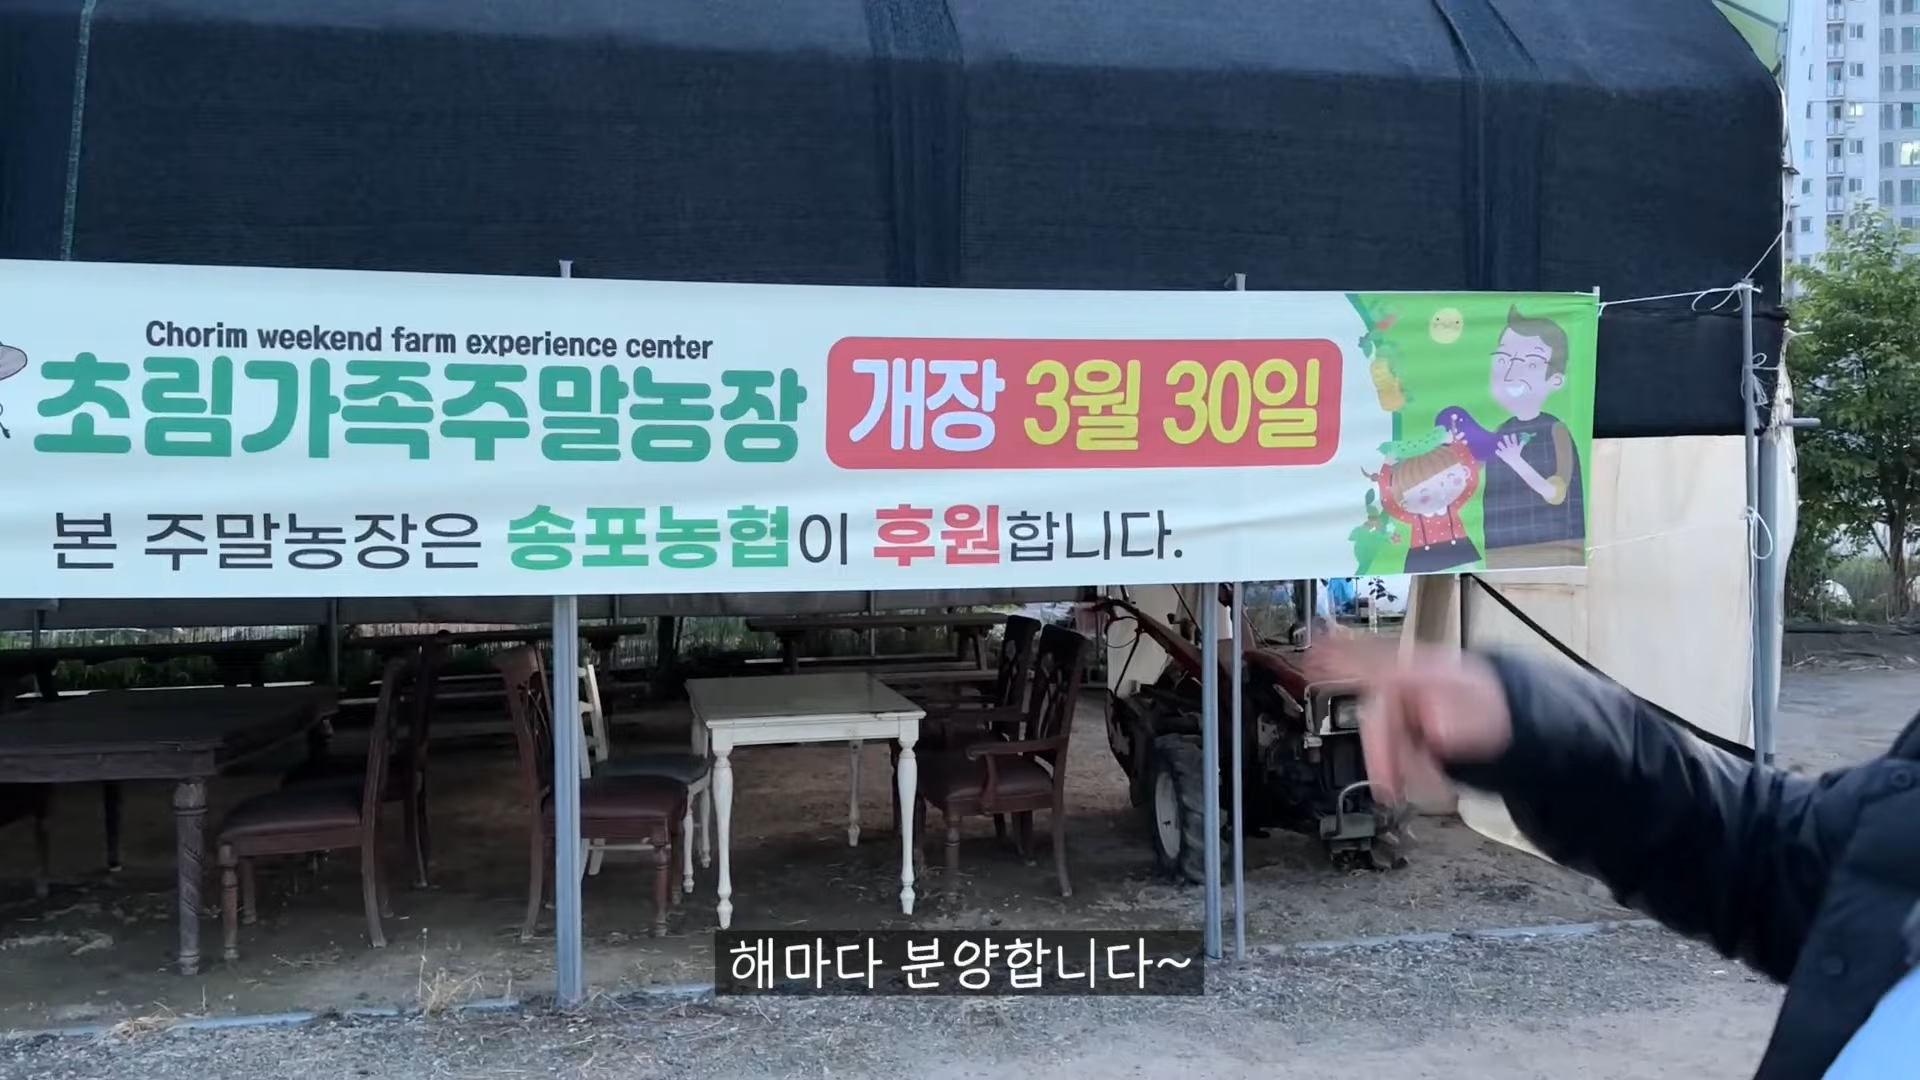 Chorim weekend farm experience center
초림가족주말농장 개장 3월 30일
본 주말농장은 송포농협이 후원합니다.
해마다 분양합니다~